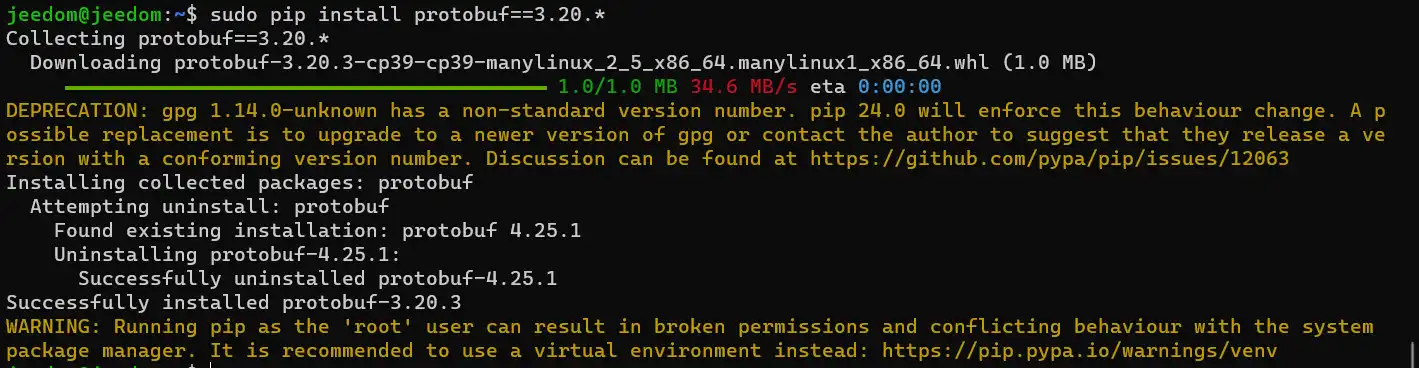 jeedom@jeedom:~$ sudo pip install protobuf==3.20.*
Collecting protobuf==3.20.*
  Downloading protobuf-3.20.3-cp39-cp39-manylinux_2_5_x86_64.manylinux1_x86_64.whl (1.0 MB)
1.0/1.0 MB 34.6 MB/s eta 0:00:00
DEPRECATION: gpg 1.14.0-unknown has a non-standard version number. pip 24.0 will enforce this behaviour change. A p
ossible replacement is to upgrade to a newer version of gpg or contact the author to suggest that they release a ve
rsion with a conforming version number. Discussion can be found at https://github.com/pypa/pip/issues/12063
Installing collected packages: protobuf
  Attempting uninstall: protobuf
    Found existing installation: protobuf 4.25.1
    Uninstalling protobuf-4.25.1:
      Successfully uninstalled protobuf-4.25.1
Successfully installed protobuf-3.20.3
WARNING: Running pip as the 'root' user can result in broken permissions and conflicting behaviour with the system
package manager. It is recommended to use a virtual environment instead: https://pip.pypa.io/warnings/venv